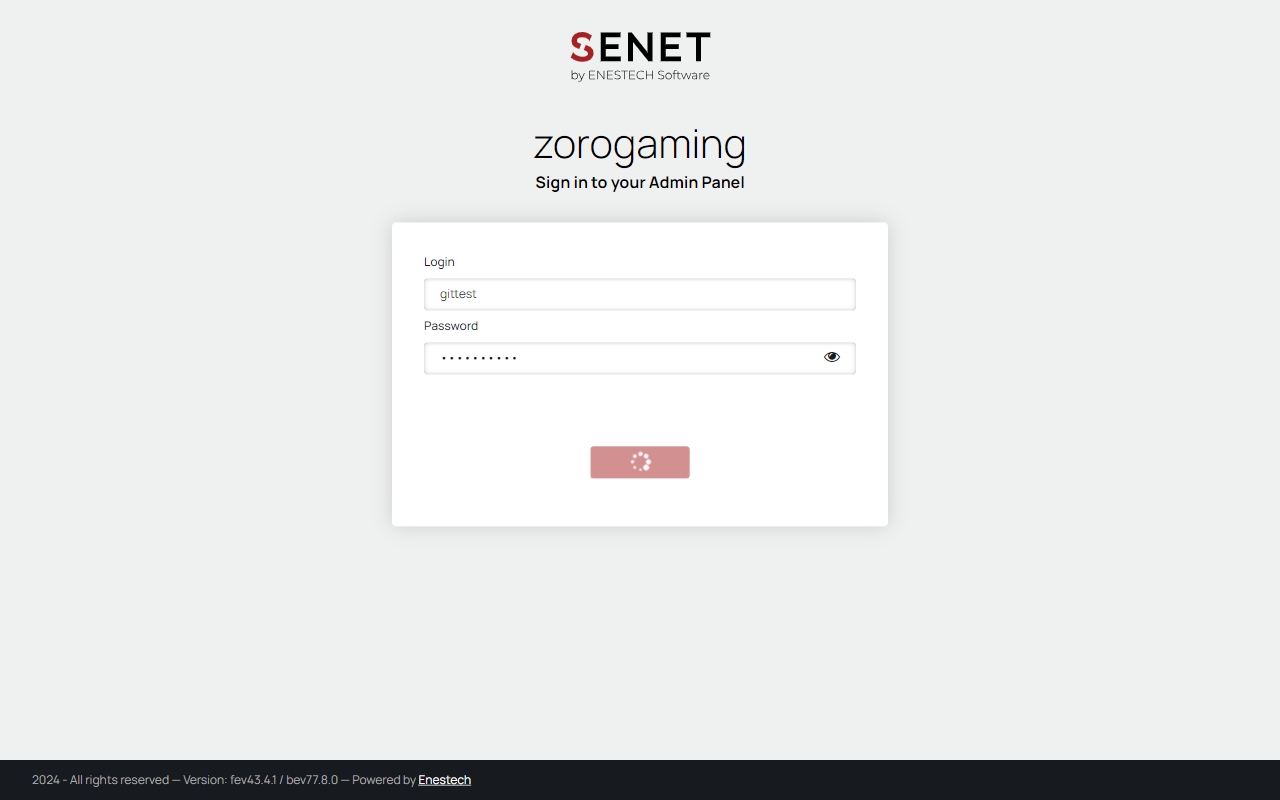 SENET
by ENESTECH Software
zorogaming
Sign in to your Admin Panel
Login
gittest
Password
••••••••••
2024 - All rights reserved — Version: fev43.4.1 / bev77.8.0 — Powered by Enestech